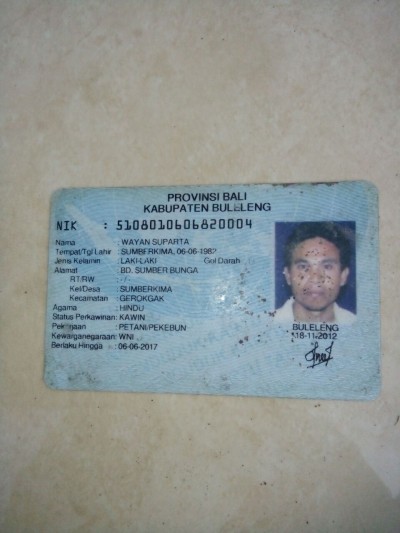 PROVINSI BALI
KABUPATEN BULELENG
NIK : 5108010606820004
Nama : WAYAN SUPARTA
Tempat/Tgl Lahir : SUMBERKIMA, 06-06-1982
Jenis Kelamin : LAKI-LAKI Gol Darah :
Alamat : BD. SUMBER BUNGA
RT/RW : /
Kel/Desa : SUMBERKIMA
Kecamatan : GEROKGAK
Agama : HINDU
Status Perkawinan: KAWIN
Pekerjaan : PETANI/PEKEBUN
Kewarganegaraan: WNI
Berlaku Hingga : 06-06-2017
BULELENG
18-11-2012